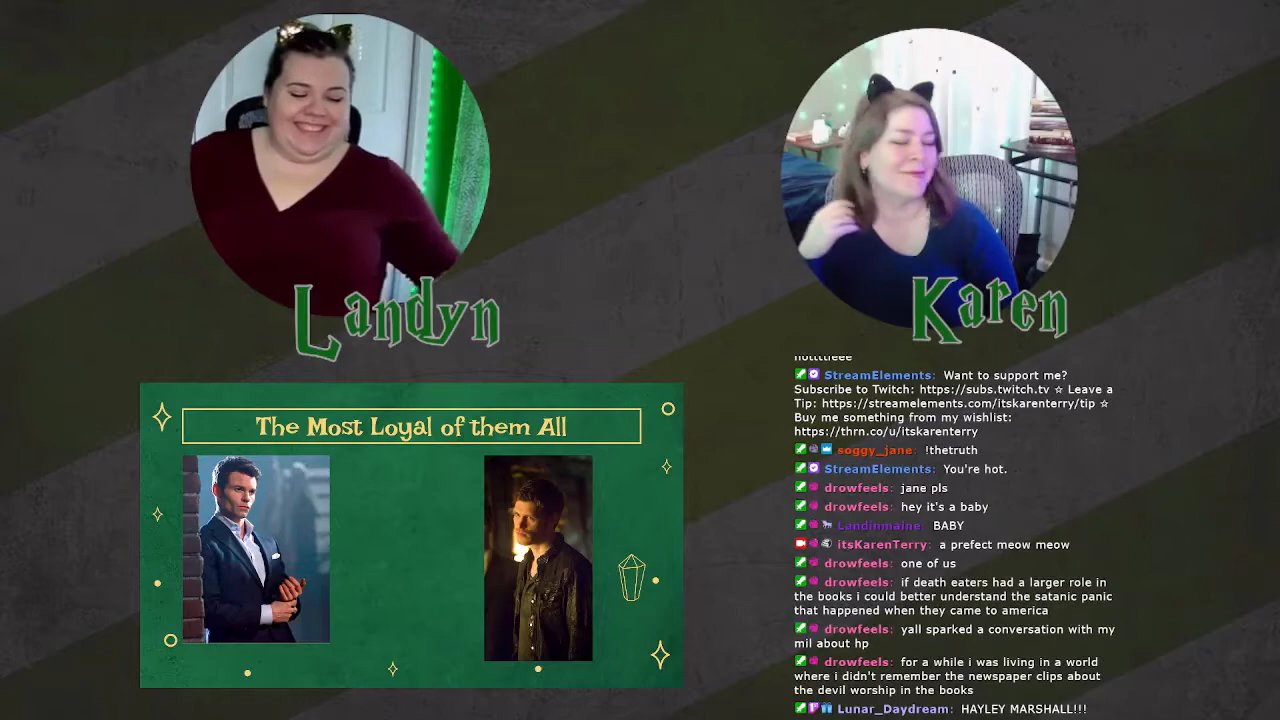 Landyn
Karen
The Most Loyal of them All
StreamElements: Want to support me?
Subscribe to Twitch: https://subs.twitch.tv ☆ Leave a
Tip: https://streamelements.com/itskarenterry/tip ☆
Buy me something from my wishlist:
https://thrn.co/u/itskarenterry
soggy_jane: !thetruth
StreamElements: You're hot.
drowfeels: jane pls
drowfeels: hey it's a baby
Landinmaine: BABY
itsKarenTerry: a prefect meow meow
drowfeels: one of us
drowfeels: if death eaters had a larger role in
the books i could better understand the satanic panic
that happened when they came to america
drowfeels: yall sparked a conversation with my
mil about hp
drowfeels: for a while i was living in a world
where i didn't remember the newspaper clips about
the devil worship in the books
Lunar_Daydream: HAYLEY MARSHALL!!!